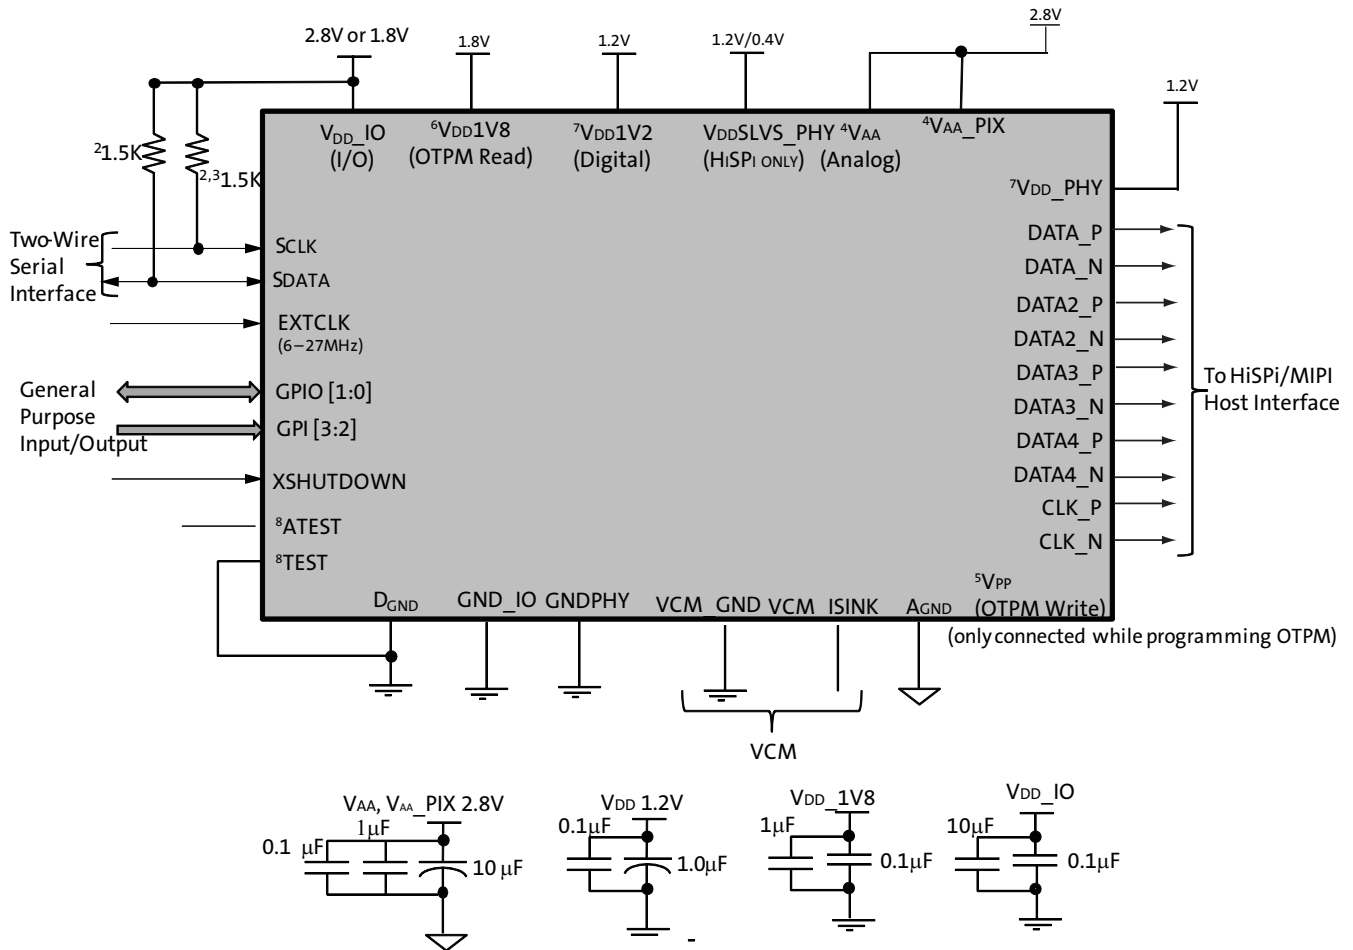 2.8V or 1.8V
1.8V
1.2V
1.2V/0.4V
2.8V
1.2V
VDD_IO
(I/O)
6VDD1V8
(OTPM Read)
7VDD1V2
(Digital)
VDDSLVS_PHY
(HiSPi ONLY)
4VAA
(Analog)
4VAA_PIX
21.5K
2,31.5K
7VDD_PHY
Two-Wire
Serial
Interface
SCLK
SDATA
EXTCLK
(6–27MHz)
General
Purpose
Input/Output
GPIO [1:0]
GPI [3:2]
XSHUTDOWN
8ATEST
8TEST
DATA_P
DATA_N
DATA2_P
DATA2_N
DATA3_P
DATA3_N
DATA4_P
DATA4_N
CLK_P
CLK_N
To HiSPi/MIPI
Host Interface
DGND
GND_IO
GNDPHY
VCM_GND
VCM
ISINK
AGND
5VPP
(OTPM Write)
(only connected while programming OTPM)
VCM
VAA, VAA_PIX 2.8V
0.1 µF
1µF
10 µF
VDD 1.2V
0.1µF
1.0µF
VDD_1V8
1µF
0.1µF
VDD_IO
10µF
0.1µF